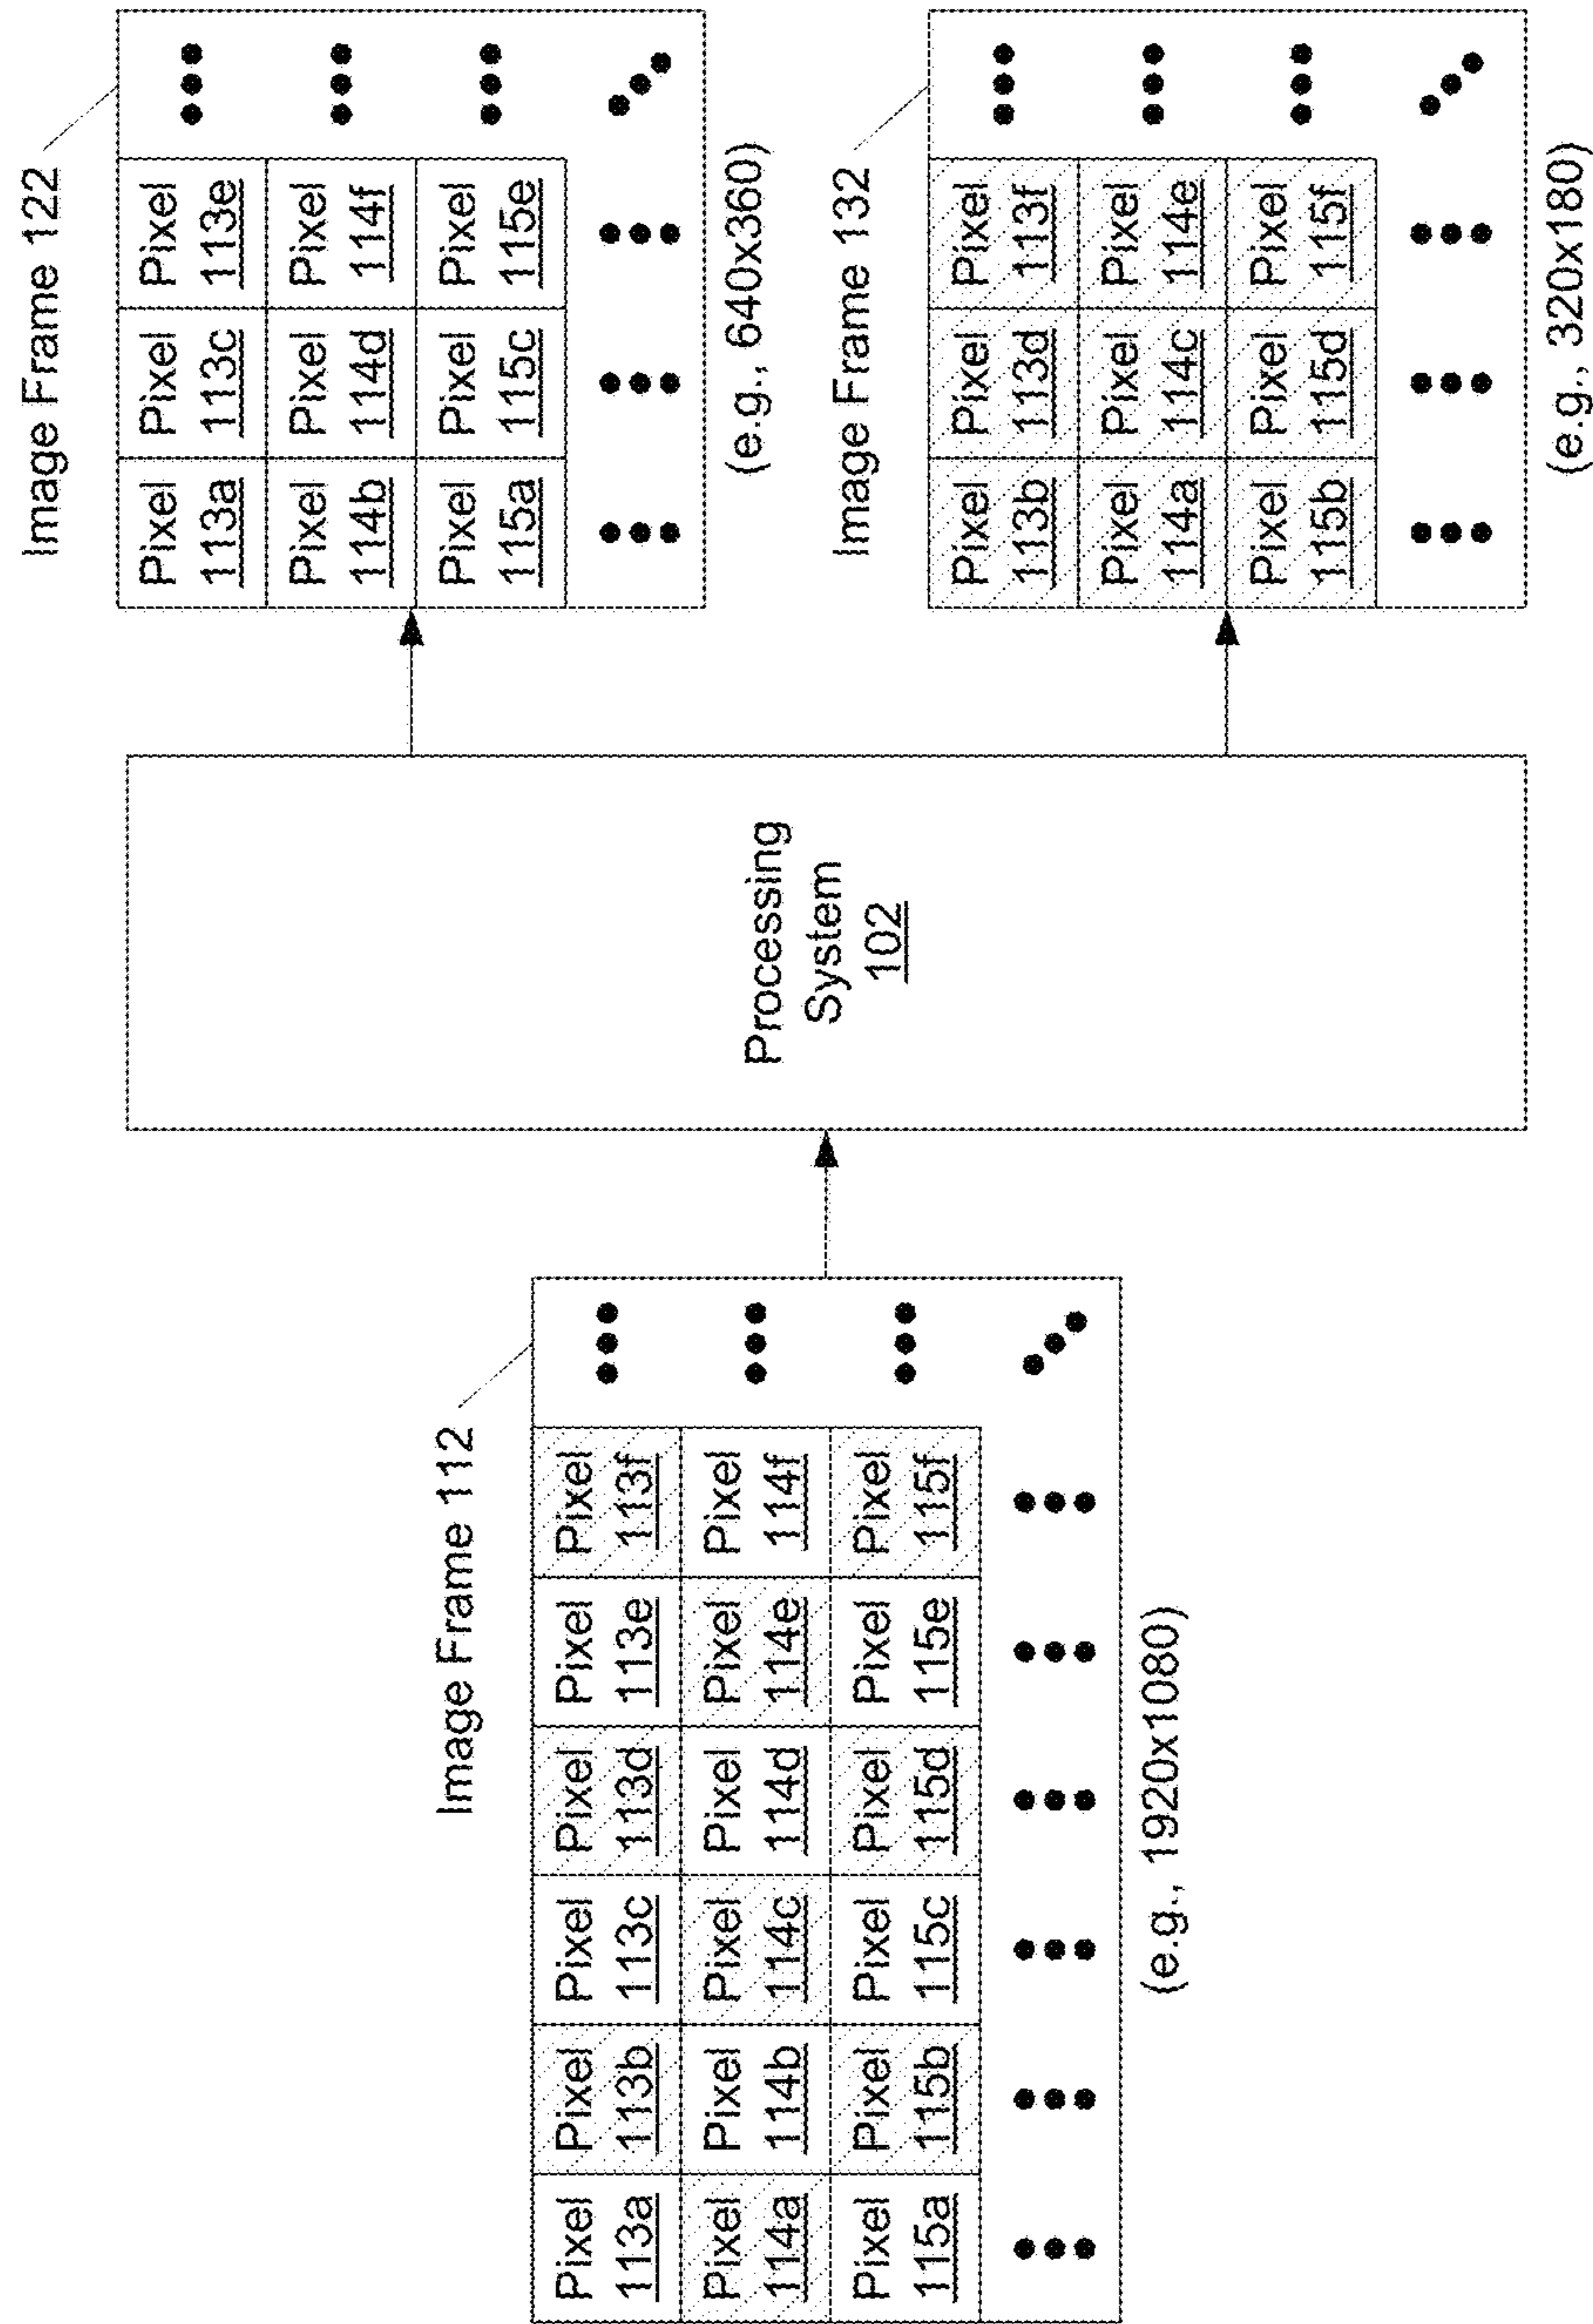 Image Frame 112
Pixel Pixel Pixel Pixel Pixel Pixel
113a 113b 113c 113d 113e 113f
Pixel Pixel Pixel Pixel Pixel Pixel
114a 114b 114c 114d 114e 114f
Pixel Pixel Pixel Pixel Pixel Pixel
115a 115b 115c 115d 115e 115f
(e.g., 1920x1080)
Processing
System
102
Image Frame 122
Pixel Pixel Pixel
113a 113c 113e
Pixel Pixel Pixel
114b 114d 114f
Pixel Pixel Pixel
115a 115c 115e
(e.g., 640x360)
Image Frame 132
Pixel Pixel Pixel
113b 113d 113f
Pixel Pixel Pixel
114a 114c 114e
Pixel Pixel Pixel
115b 115d 115f
(e.g., 320x180)